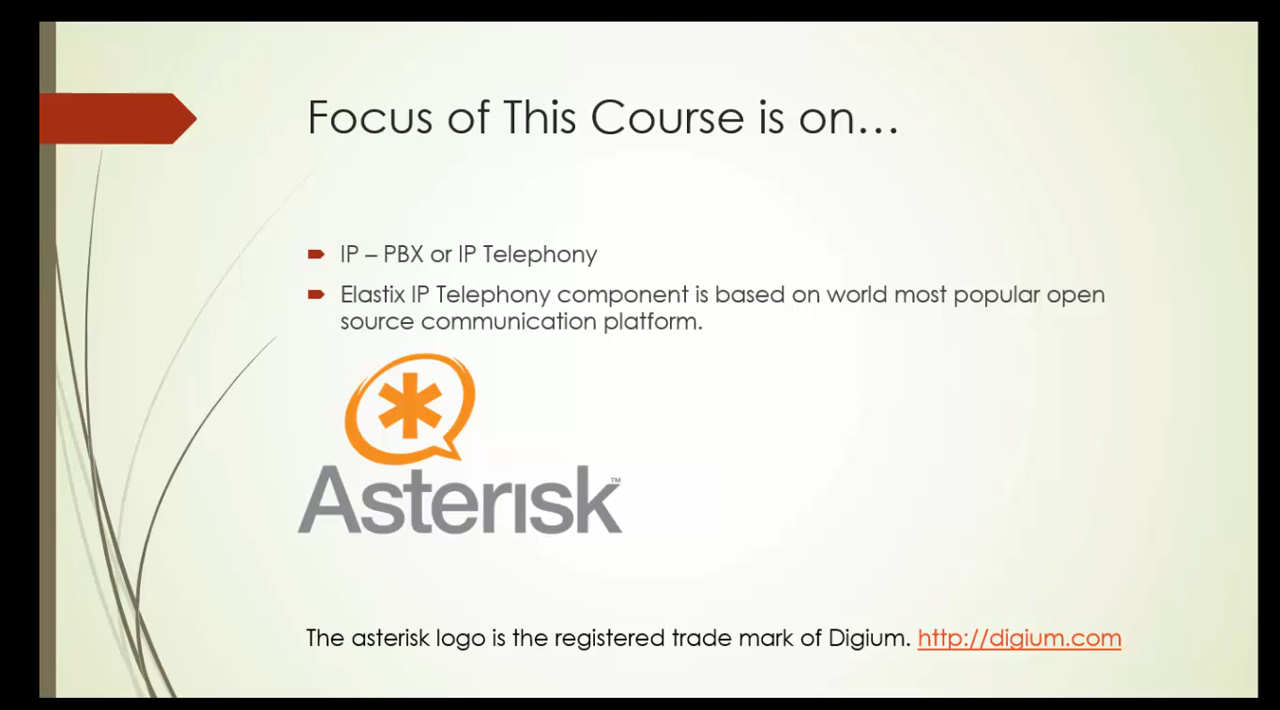 Focus of This Course is on...
IP – PBX or IP Telephony
Elastix IP Telephony component is based on world most popular open
source communication platform.
Asterisk™
The asterisk logo is the registered trade mark of Digium. http://digium.com